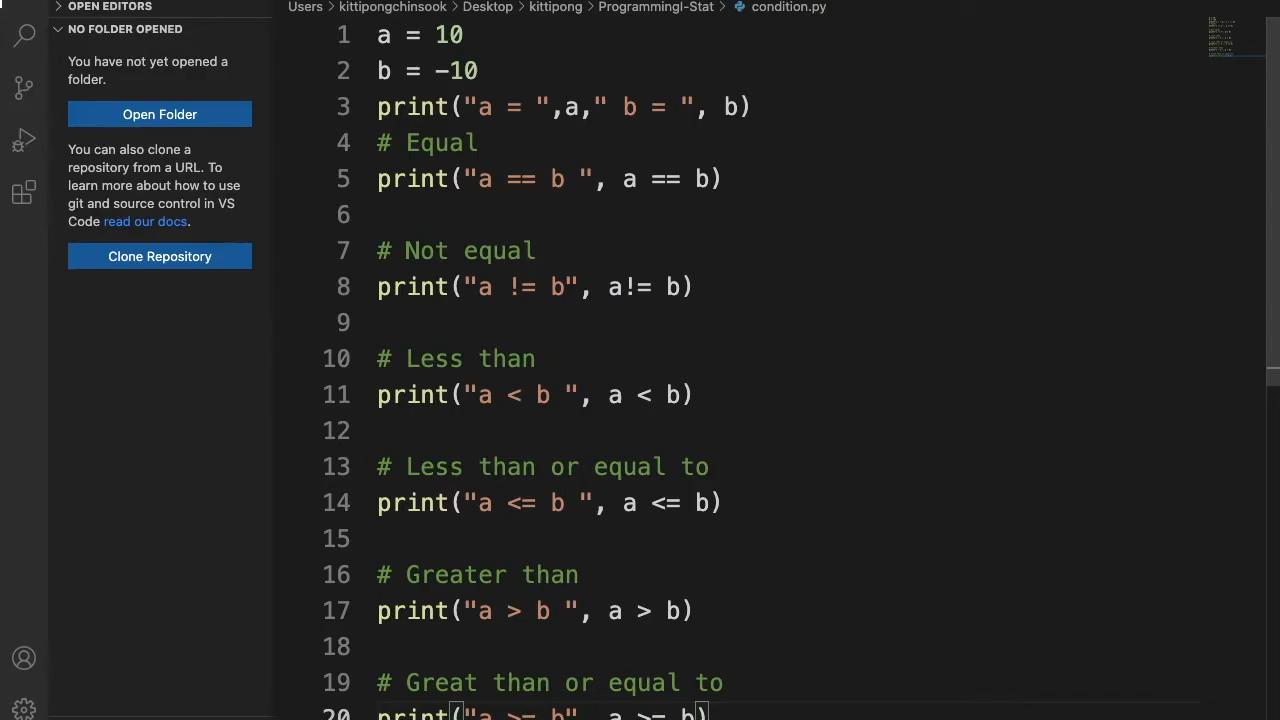 OPEN EDITORS
NO FOLDER OPENED
You have not yet opened a
folder.
Open Folder
You can also clone a
repository from a URL. To
learn more about how to use
git and source control in VS
Code read our docs.
Clone Repository
Users > kittipongchinsook > Desktop > kittipong > ProgrammingI-Stat > condition.py
1 a = 10
2 b = -10
3 print("a = ",a," b = ", b)
4 # Equal
5 print("a == b ", a == b)
6
7 # Not equal
8 print("a != b", a!= b)
9
10 # Less than
11 print("a < b ", a < b)
12
13 # Less than or equal to
14 print("a <= b ", a <= b)
15
16 # Greater than
17 print("a > b ", a > b)
18
19 # Great than or equal to
20 print("a >= b", a >= b)